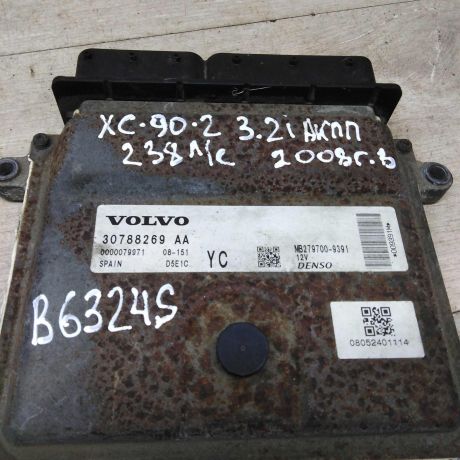 XC-90-2 3.2i АКПП
238 л/с 2008г.в
VOLVO
30788269 AA
0000079971 08-151
SPAIN D5E1C
YC
MB279700-9391
12V
DENSO
B6324S
08052401114